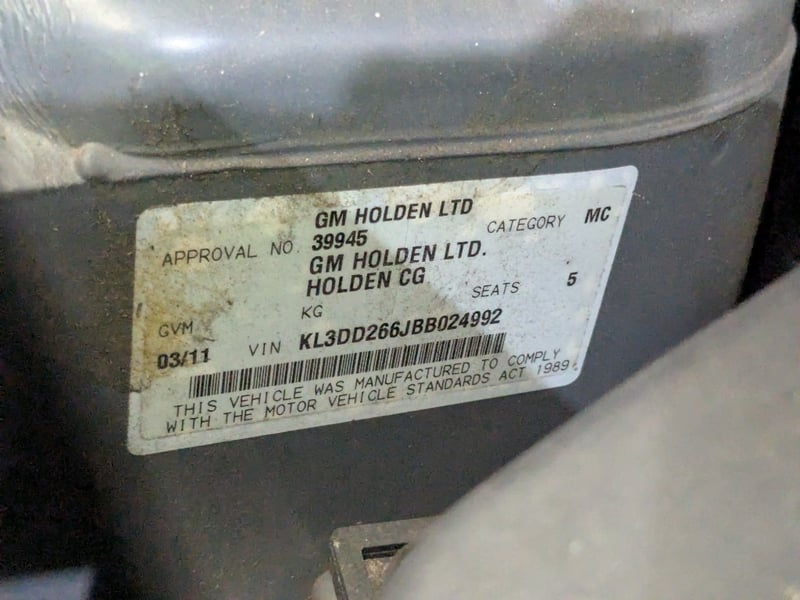 GM HOLDEN LTD
APPROVAL NO. 39945 CATEGORY MC
GM HOLDEN LTD.
HOLDEN CG
GVM KG SEATS 5
03/11 VIN KL3DD266JBB024992
THIS VEHICLE WAS MANUFACTURED TO COMPLY
WITH THE MOTOR VEHICLE STANDARDS ACT 1989.